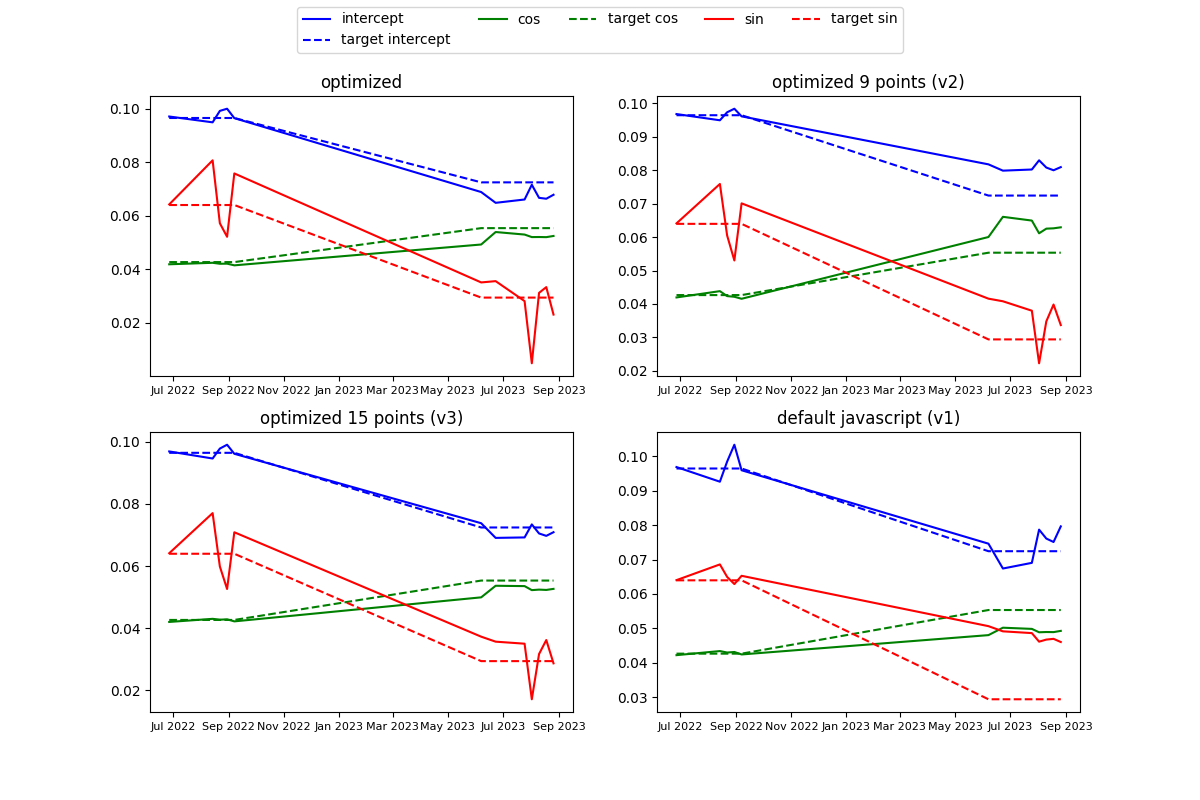 intercept cos target cos sin target sin
target intercept
optimized
0.10
0.08
0.06
0.04
0.02
Jul 2022 Sep 2022 Nov 2022 Jan 2023 Mar 2023 May 2023 Jul 2023 Sep 2023
optimized 9 points (v2)
0.10
0.09
0.08
0.07
0.06
0.05
0.04
0.03
0.02
Jul 2022 Sep 2022 Nov 2022 Jan 2023 Mar 2023 May 2023 Jul 2023 Sep 2023
optimized 15 points (v3)
0.10
0.08
0.06
0.04
0.02
Jul 2022 Sep 2022 Nov 2022 Jan 2023 Mar 2023 May 2023 Jul 2023 Sep 2023
default javascript (v1)
0.10
0.09
0.08
0.07
0.06
0.05
0.04
0.03
Jul 2022 Sep 2022 Nov 2022 Jan 2023 Mar 2023 May 2023 Jul 2023 Sep 2023